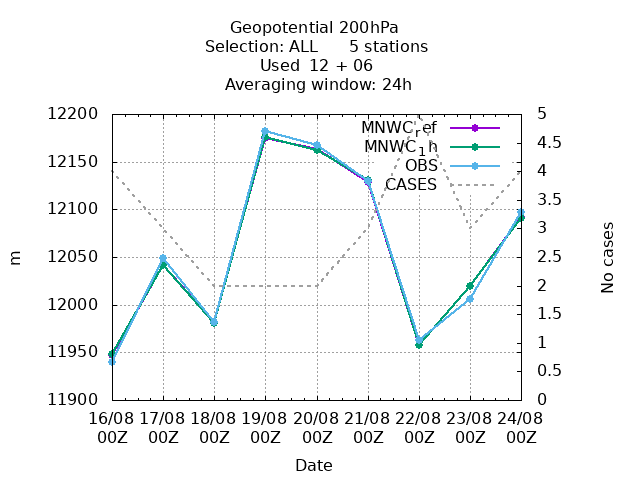 Geopotential 200hPa
Selection: ALL 5 stations
Used 12 + 06
Averaging window: 24h
12200
12150
12100
12050
12000
11950
11900
m
5
4.5
4
3.5
3
2.5
2
1.5
1
0.5
0
No cases
MNWCref
MNWC1h
OBS
CASES
16/08 17/08 18/08 19/08 20/08 21/08 22/08 23/08 24/08
00Z 00Z 00Z 00Z 00Z 00Z 00Z 00Z 00Z
Date